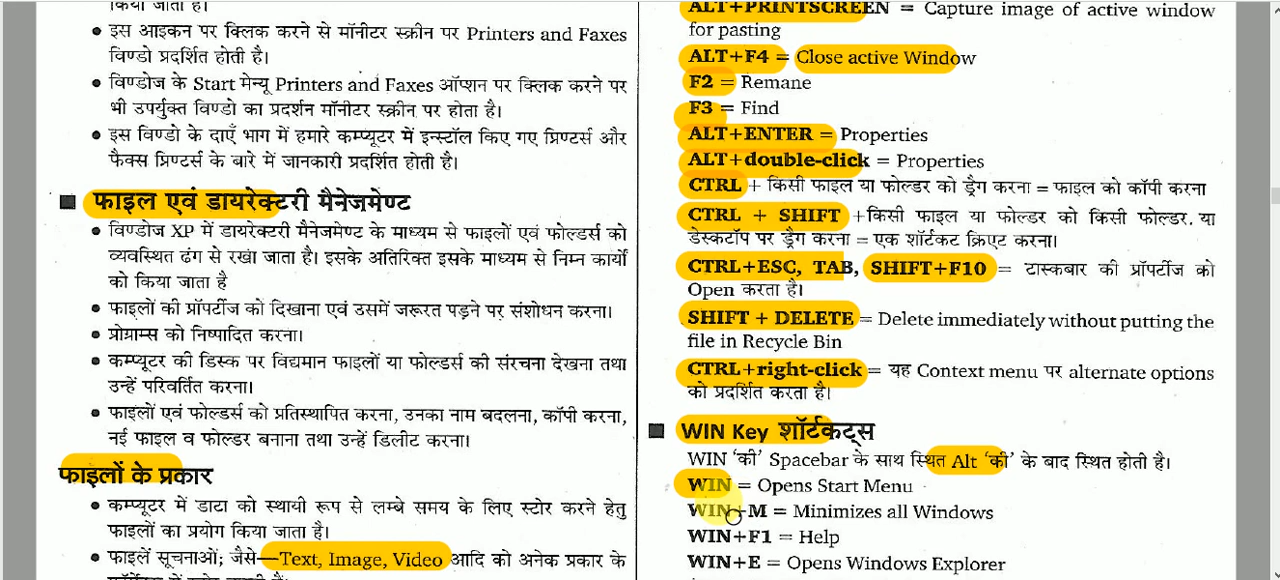 किया जाता है।
• इस आइकन पर क्लिक करने से मॉनीटर स्क्रीन पर Printers and Faxes
विण्डो प्रदर्शित होती है।
• विण्डोज के Start मेन्यू Printers and Faxes ऑप्शन पर क्लिक करने पर
भी उपर्युक्त विण्डो का प्रदर्शन मॉनीटर स्क्रीन पर होता है।
• इस विण्डो के दाएँ भाग में हमारे कम्प्यूटर में इन्स्टॉल किए गए प्रिण्टर्स और
फैक्स प्रिण्टर्स के बारे में जानकारी प्रदर्शित होती है।
■ फाइल एवं डायरेक्टरी मैनेजमेण्ट
• विण्डोज XP में डायरेक्टरी मैनेजमेण्ट के माध्यम से फाइलों एवं फोल्डर्स को
व्यवस्थित ढंग से रखा जाता है। इसके अतिरिक्त इसके माध्यम से निम्न कार्यों
को किया जाता है
• फाइलों की प्रॉपर्टीज को दिखाना एवं उसमें जरूरत पड़ने पर संशोधन करना।
• प्रोग्राम्स को निष्पादित करना।
• कम्प्यूटर की डिस्क पर विद्यमान फाइलों या फोल्डर्स की संरचना देखना तथा
उन्हें परिवर्तित करना।
• फाइलों एवं फोल्डर्स को प्रतिस्थापित करना, उनका नाम बदलना, कॉपी करना,
नई फाइल व फोल्डर बनाना तथा उन्हें डिलीट करना।
फाइलों के प्रकार
• कम्प्यूटर में डाटा को स्थायी रूप से लम्बे समय के लिए स्टोर करने हेतु
फाइलों का प्रयोग किया जाता है।
• फाइलें सूचनाओं; जैसे—Text, Image, Video आदि को अनेक प्रकार के
ALT+PRINTSCREEN = Capture image of active window
for pasting
ALT+F4 = Close active Window
F2 = Remane
F3 = Find
ALT+ENTER = Properties
ALT+double-click = Properties
CTRL + किसी फाइल या फोल्डर को ड्रैग करना = फाइल को कॉपी करना
CTRL + SHIFT +किसी फाइल या फोल्डर को किसी फोल्डर. या
डेस्कटॉप पर ड्रैग करना = एक शॉर्टकट क्रिएट करना।
CTRL+ESC, TAB, SHIFT+F10 = टास्कबार की प्रॉपर्टीज को
Open करता है।
SHIFT + DELETE = Delete immediately without putting the
file in Recycle Bin
CTRL+right-click = यह Context menu पर alternate options
को प्रदर्शित करता है।
■ WIN Key शॉर्टकट्स
WIN ‘की’ Spacebar के साथ स्थित Alt ‘की’ के बाद स्थित होती है।
WIN = Opens Start Menu
WIN+M = Minimizes all Windows
WIN+F1 = Help
WIN+E = Opens Windows Explorer